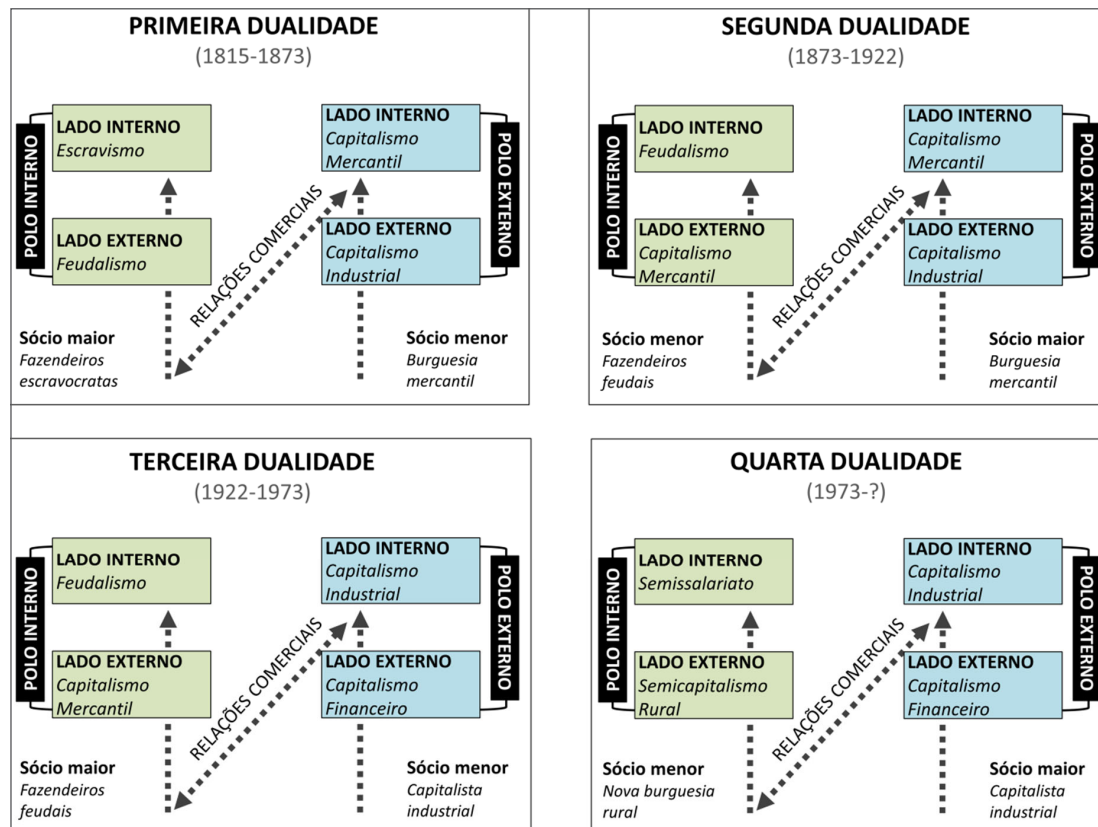 PRIMEIRA DUALIDADE
(1815-1873)
POLO INTERNO
LADO INTERNO
Escravismo
LADO EXTERNO
Feudalismo
RELAÇÕES COMERCIAIS
LADO INTERNO
Capitalismo
Mercantil
LADO EXTERNO
Capitalismo
Industrial
POLO EXTERNO
Sócio maior
Fazendeiros
escravocratas
Sócio menor
Burguesia
mercantil
SEGUNDA DUALIDADE
(1873-1922)
POLO INTERNO
LADO INTERNO
Feudalismo
LADO EXTERNO
Capitalismo
Mercantil
RELAÇÕES COMERCIAIS
LADO INTERNO
Capitalismo
Mercantil
LADO EXTERNO
Capitalismo
Industrial
POLO EXTERNO
Sócio menor
Fazendeiros
feudais
Sócio maior
Burguesia
mercantil
TERCEIRA DUALIDADE
(1922-1973)
POLO INTERNO
LADO INTERNO
Feudalismo
LADO EXTERNO
Capitalismo
Mercantil
RELAÇÕES COMERCIAIS
LADO INTERNO
Capitalismo
Industrial
LADO EXTERNO
Capitalismo
Financeiro
POLO EXTERNO
Sócio maior
Fazendeiros
feudais
Sócio menor
Capitalista
industrial
QUARTA DUALIDADE
(1973-?)
POLO INTERNO
LADO INTERNO
Semissalariato
LADO EXTERNO
Semicapitalismo
Rural
RELAÇÕES COMERCIAIS
LADO INTERNO
Capitalismo
Industrial
LADO EXTERNO
Capitalismo
Financeiro
POLO EXTERNO
Sócio menor
Nova burguesia
rural
Sócio maior
Capitalista
industrial